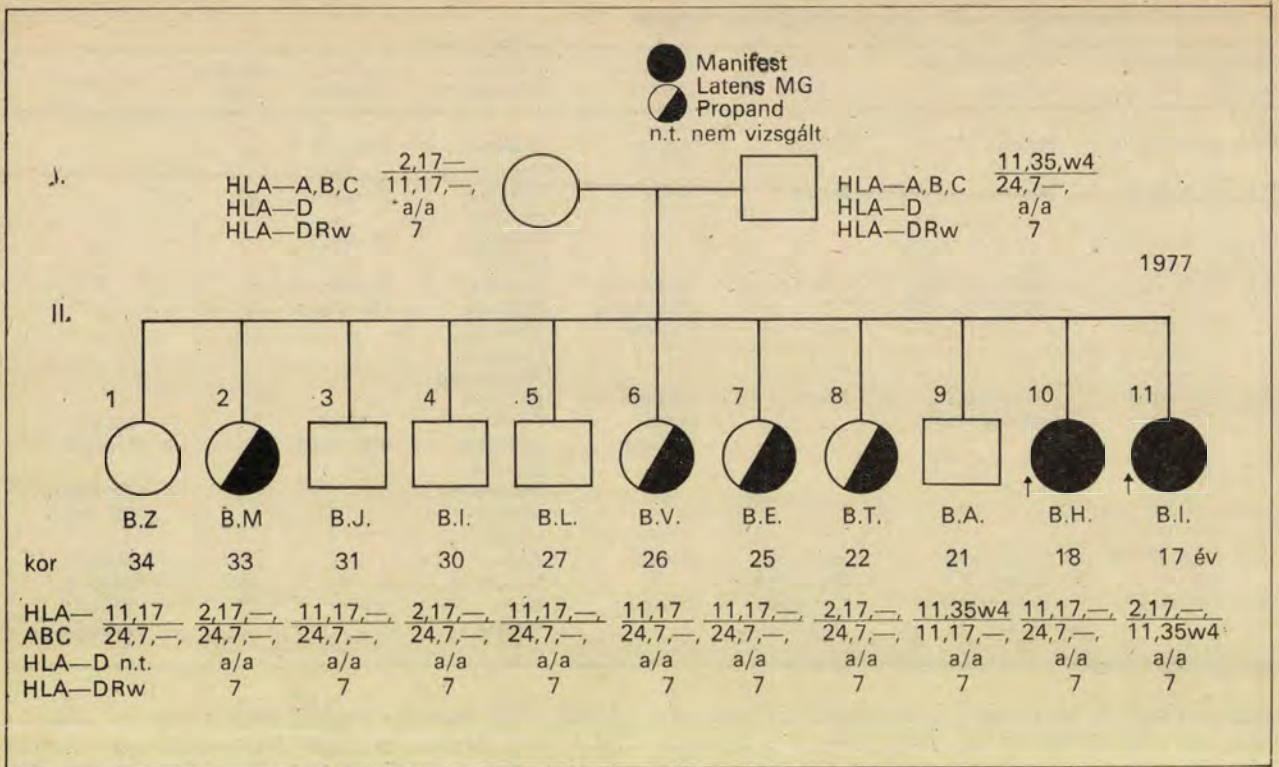 Manifest
Latens MG
Propand
n.t. nem vizsgált
I.
2,17—
HLA—A,B,C 11,17,—,
HLA—D a/a
HLA—DRw 7
11,35,w4
HLA—A,B,C 24,7—,
HLA—D a/a
HLA—DRw 7
1977
II.
1 2 3 4 5 6 7 8 9 10 11
B.Z B.M B.J. B.I. B.L. B.V. B.E. B.T. B.A. B.H. B.I.
kor 34 33 31 30 27 26 25 22 21 18 17 év
HLA— 11,17 2,17,—, 11,17,—, 2,17,—, 11,17,—, 11,17 11,17,—, 2,17,—, 11,35w4 11,17,—, 2,17,—,
ABC 24,7,—, 24,7,—, 24,7,—, 24,7,—, 24,7,—, 24,7,—, 24,7,—, 24,7,—, 11,17,—, 24,7,—, 11,35w4
HLA—D n.t. a/a a/a a/a a/a a/a a/a a/a a/a a/a a/a
HLA—DRw 7 7 7 7 7 7 7 7 7 7